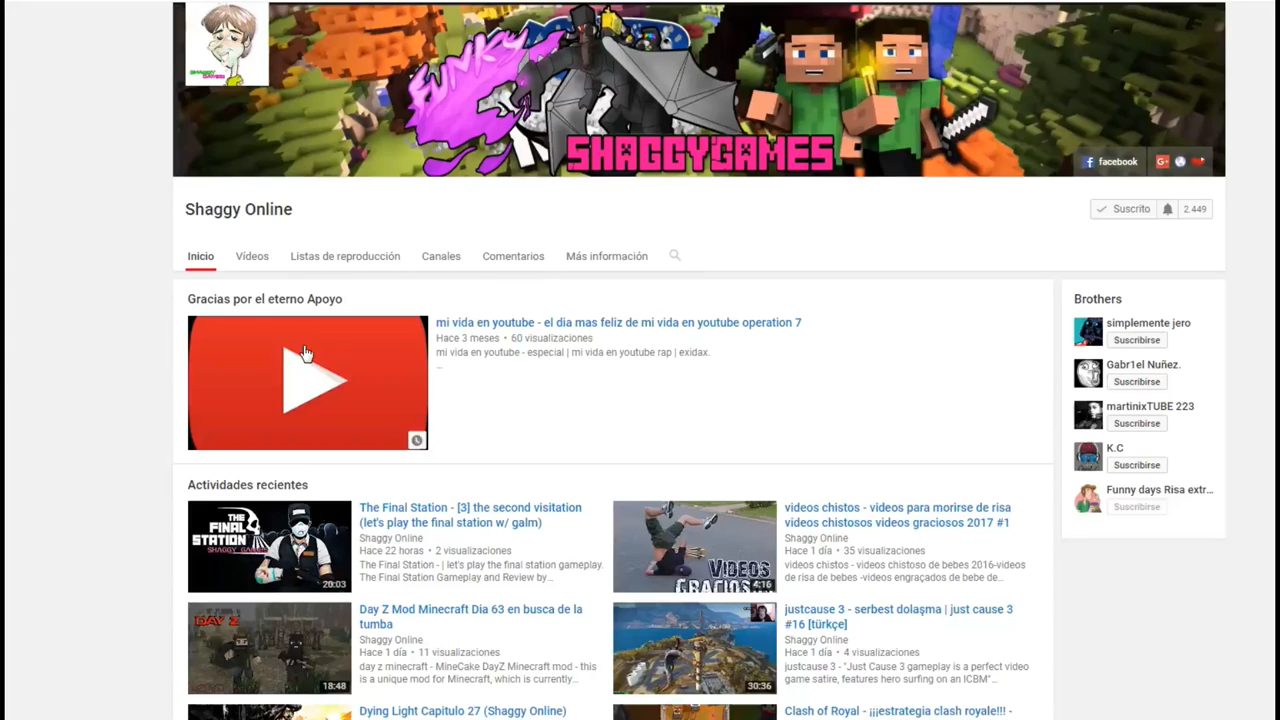 SHAGGY
GAMES
SHAGGYGAMES
facebook
Shaggy Online
Suscrito
2.449
Inicio
Vídeos
Listas de reproducción
Canales
Comentarios
Más información
Gracias por el eterno Apoyo
mi vida en youtube - el dia mas feliz de mi vida en youtube operation 7
Hace 3 meses • 60 visualizaciones
mi vida en youtube - especial | mi vida en youtube rap | exidax.
...
Brothers
simplemente jero
Suscribirse
Gabr1el Nuñez.
Suscribirse
martinixTUBE 223
Suscribirse
K.C
Suscribirse
Funny days Risa extr...
Suscribirse
Actividades recientes
THE
FINAL
STATION
SHAGGY GAMES
20:03
The Final Station - [3] the second visitation
(let's play the final station w/ galm)
Shaggy Online
Hace 22 horas • 2 visualizaciones
The Final Station - | let's play the final station gameplay.
The Final Station Gameplay and Review by...
VIDEOS
GRACIOSOS
4:16
videos chistos - videos para morirse de risa
videos chistosos videos graciosos 2017 #1
Shaggy Online
Hace 1 día • 35 visualizaciones
videos chistos - videos chistoso de bebes 2016-videos
de risa de bebes -videos engraçados de bebe de...
DAY Z
18:48
Day Z Mod Minecraft Dia 63 en busca de la
tumba
Shaggy Online
Hace 1 día • 11 visualizaciones
day z minecraft - MineCake DayZ Minecraft mod - this
is a unique mod for Minecraft, which is currently...
30:36
justcause 3 - serbest dolaşma | just cause 3
#16 [türkçe]
Shaggy Online
Hace 1 día • 4 visualizaciones
justcause 3 - "Just Cause 3 gameplay is a perfect video
game satire, features hero surfing on an ICBM"...
Dying Light Capitulo 27 (Shaggy Online)
Clash of Royal - ¡¡¡estrategia clash royale!!! -